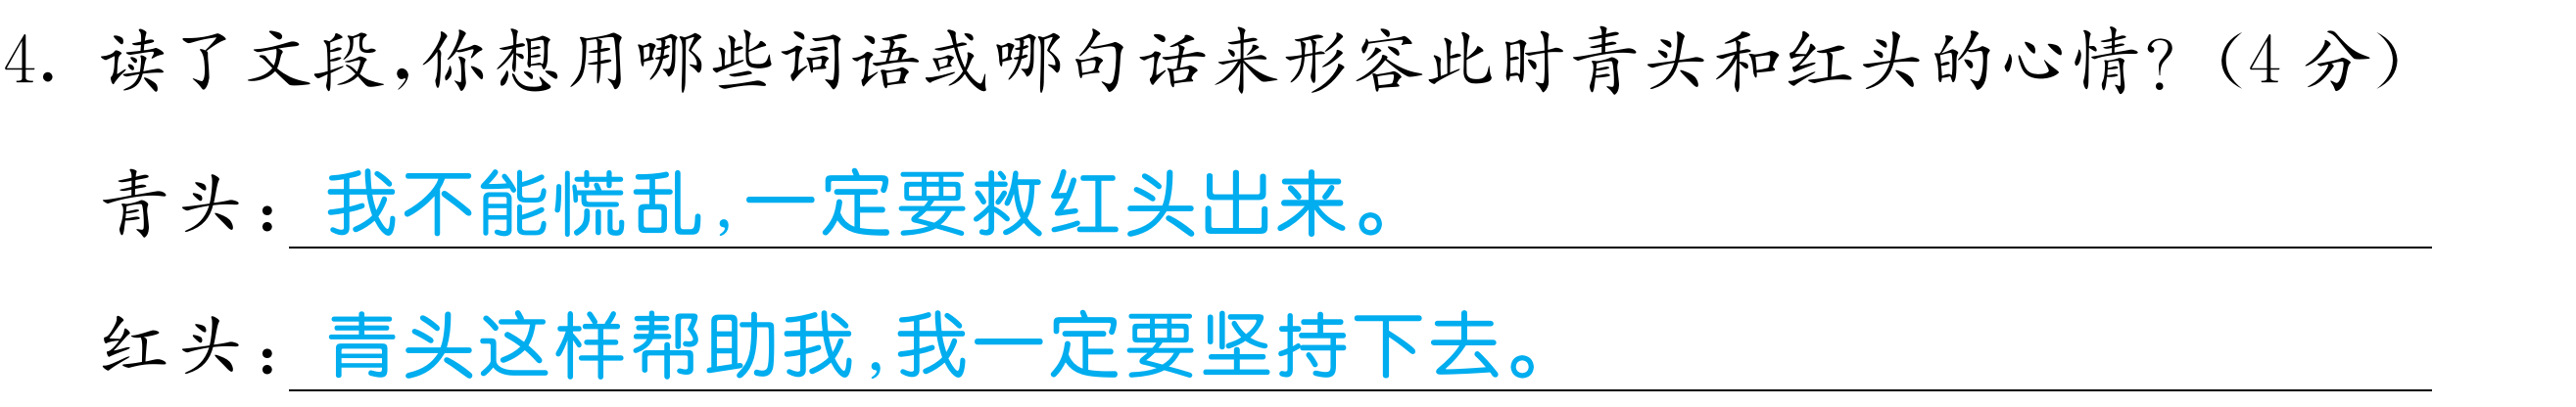 4. 读了文段,你想用哪些词语或哪句话来形容此时青头和红头的心情?(4 分)
青头:我不能慌乱,一定要救红头出来。
红头:青头这样帮助我,我一定要坚持下去。